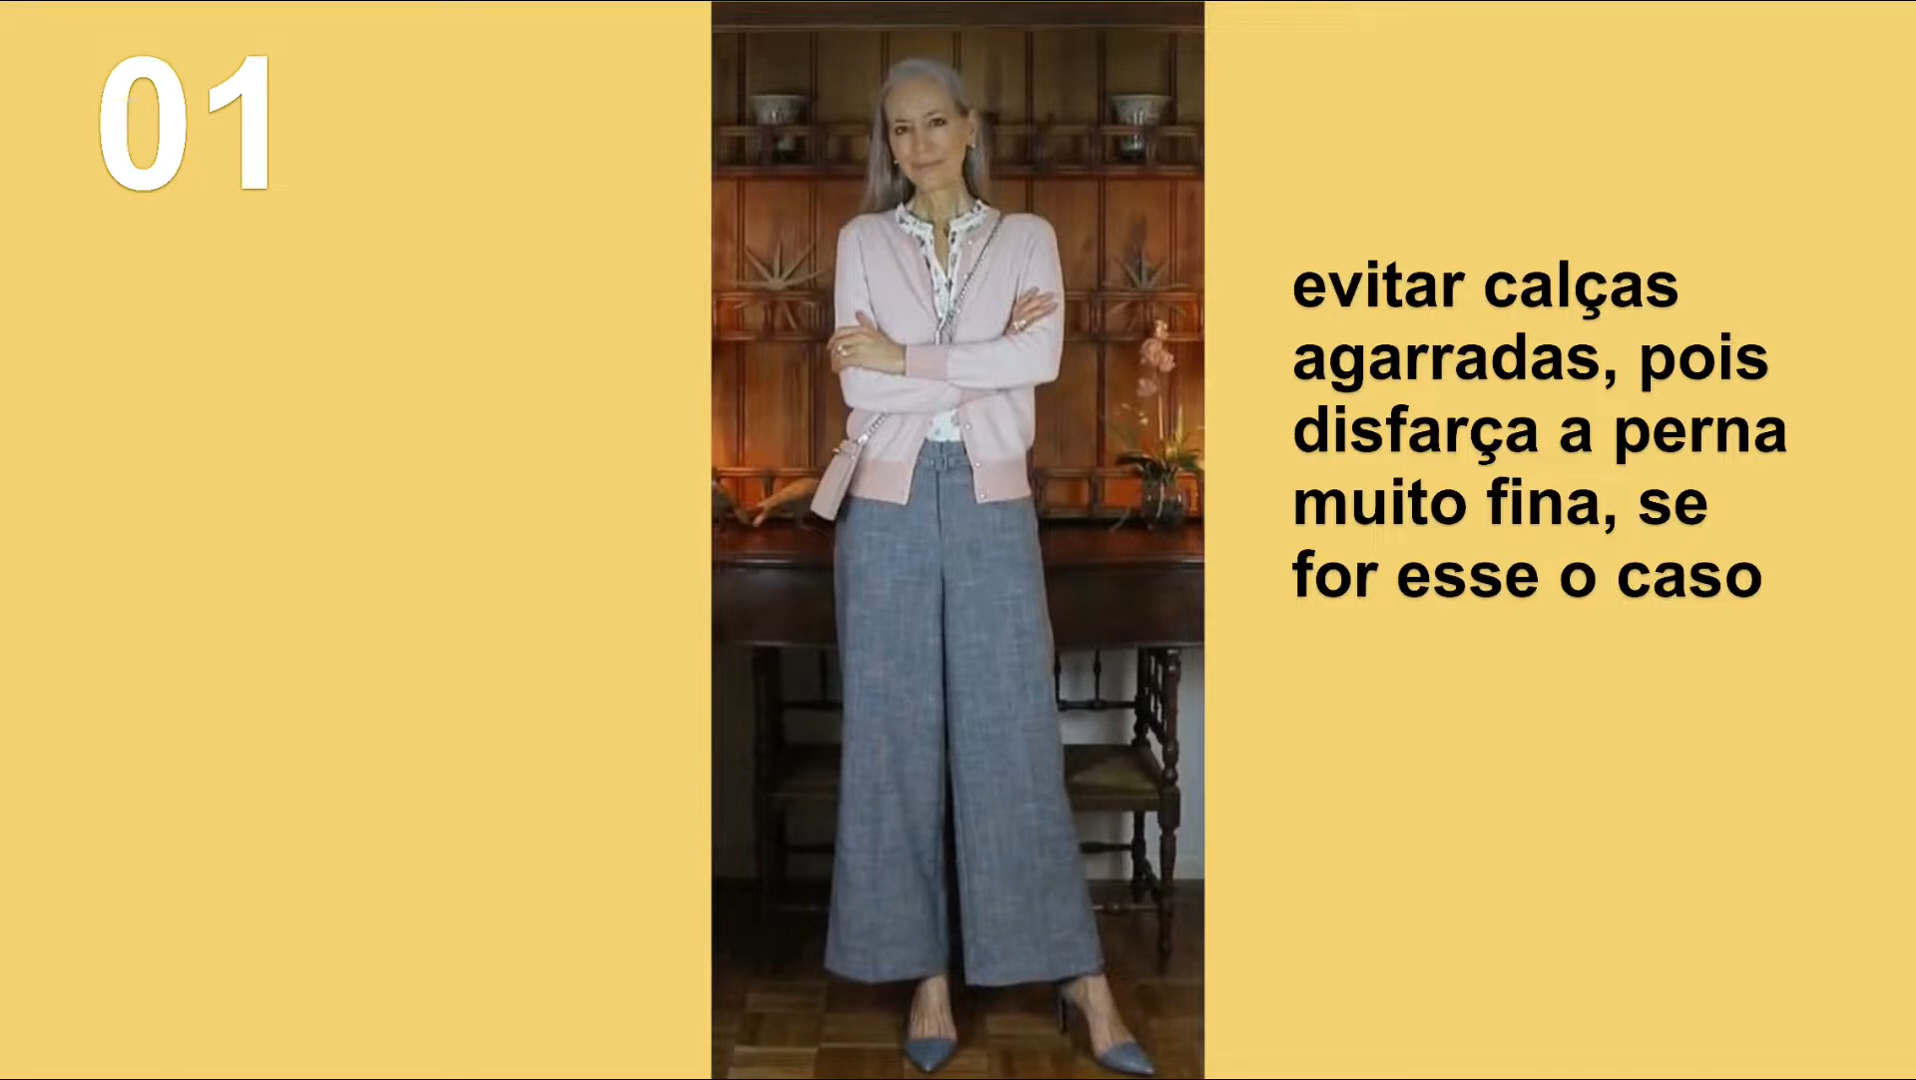 01
evitar calças
agarradas, pois
disfarça a perna
muito fina, se
for esse o caso